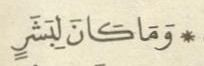 * وَمَا كَانَ لِبَشَرٍ